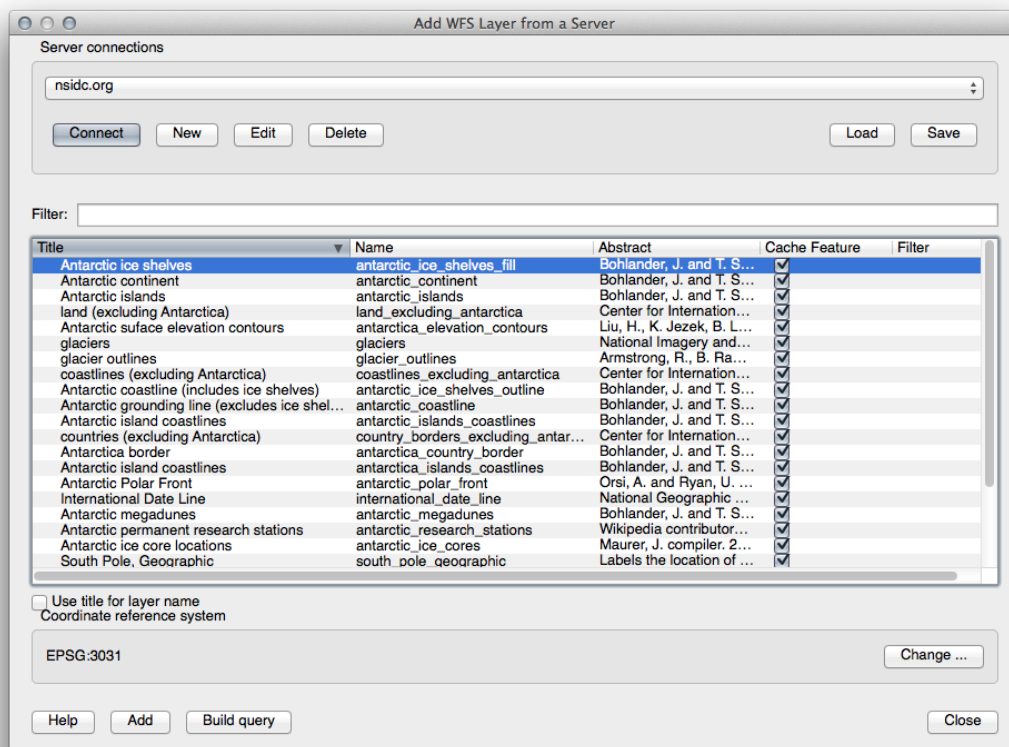 Add WFS Layer from a Server
Server connections
nsidc.org
Connect New Edit Delete Load Save
Filter:
Title Name Abstract Cache Feature Filter
Antarctic ice shelves antarctic_ice_shelves_fill Bohlander, J. and T. S...
Antarctic continent antarctic_continent Bohlander, J. and T. S...
Antarctic islands antarctic_islands Bohlander, J. and T. S...
land (excluding Antarctica) land_excluding_antarctica Center for Internation...
Antarctic suface elevation contours antarctica_elevation_contours Liu, H., K. Jezek, B. L...
glaciers glaciers National Imagery and...
glacier outlines glacier_outlines Armstrong, R., B. Ra...
coastlines (excluding Antarctica) coastlines_excluding_antarctica Center for Internation...
Antarctic coastline (includes ice shelves) antarctic_ice_shelves_outline Bohlander, J. and T. S...
Antarctic grounding line (excludes ice shel... antarctic_coastline Bohlander, J. and T. S...
Antarctic island coastlines antarctic_islands_coastlines Bohlander, J. and T. S...
countries (excluding Antarctica) country_borders_excluding_antar... Center for Internation...
Antarctica border antarctica_country_border Bohlander, J. and T. S...
Antarctic island coastlines antarctica_islands_coastlines Bohlander, J. and T. S...
Antarctic Polar Front antarctic_polar_front Orsi, A. and Ryan, U. ...
International Date Line international_date_line National Geographic ...
Antarctic megadunes antarctic_megadunes Bohlander, J. and T. S...
Antarctic permanent research stations antarctic_research_stations Wikipedia contributor...
Antarctic ice core locations antarctic_ice_cores Maurer, J. compiler. 2...
South Pole, Geographic south_pole_geographic Labels the location of ...
Use title for layer name
Coordinate reference system
EPSG:3031 Change ...
Help Add Build query Close